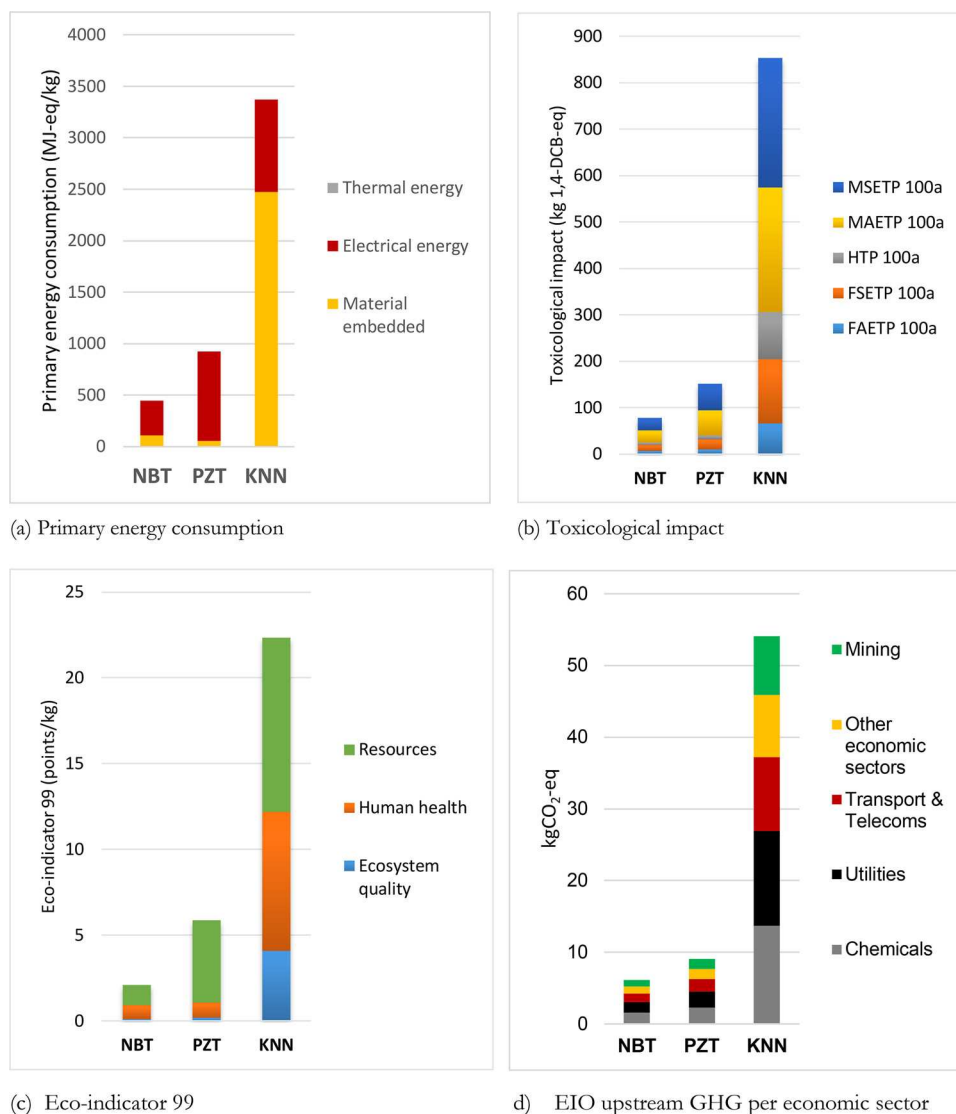 4000
3500
3000
2500
2000
1500
1000
500
0
Primary energy consumption (MJ-eq/kg)
Thermal energy
Electrical energy
Material
embedded
NBT PZT KNN
(a) Primary energy consumption
900
800
700
600
500
400
300
200
100
0
Toxicological impact (kg 1,4-DCB-eq)
MSETP 100a
MAETP 100a
HTP 100a
FSETP 100a
FAETP 100a
NBT PZT KNN
(b) Toxicological impact
25
20
15
10
5
0
Eco-indicator 99 (points/kg)
Resources
Human health
Ecosystem
quality
NBT PZT KNN
(c) Eco-indicator 99
60
50
40
30
20
10
0
kgCO₂-eq
Mining
Other
economic
sectors
Transport &
Telecoms
Utilities
Chemicals
NBT PZT KNN
d) EIO upstream GHG per economic sector